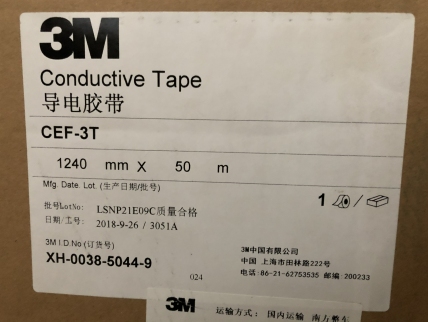 3M
Conductive Tape
导电胶带
CEF-3T
1240 mm X 50 m
Mfg. Date. Lot. (生产日期/批号)
1 /
批号LotNo: LSNP21E09C质量合格
日期/工号: 2018-9-26 / 3051A
3M I.D.No (订货号)
XH-0038-5044-9
024
3M中国有限公司
中国 上海市田林路222号
电话:86-21-62753535 邮编 200233
3M
运输方式: 国内运输 南方整车